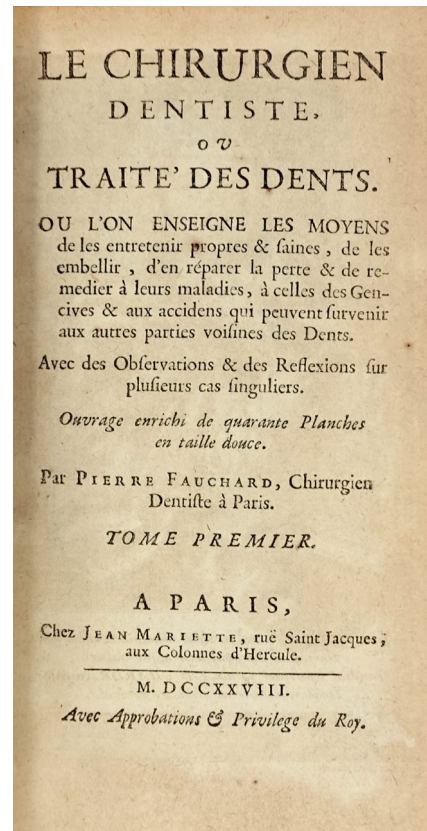 LE CHIRURGIEN
DENTISTE,
OU
TRAITE' DES DENTS.
OU L'ON ENSEIGNE LES MOYENS
de les entretenir propres & ſaines, de les
embellir, d'en réparer la perte & de re-
medier à leurs maladies, à celles des Gen-
cives & aux accidens qui peuvent ſurvenir
aux autres parties voiſines des Dents.
Avec des Obſervations & des Reflexions ſur
pluſieurs cas ſinguliers.
Ouvrage enrichi de quarante Planches
en taille douce.
Par PIERRE FAUCHARD, Chirurgien
Dentiſte à Paris.
TOME PREMIER.
A PARIS,
Chez JEAN MARIETTE, ruë Saint Jacques,
aux Colonnes d'Hercule.
M. DCCXXVIII.
Avec Approbations & Privilege du Roy.